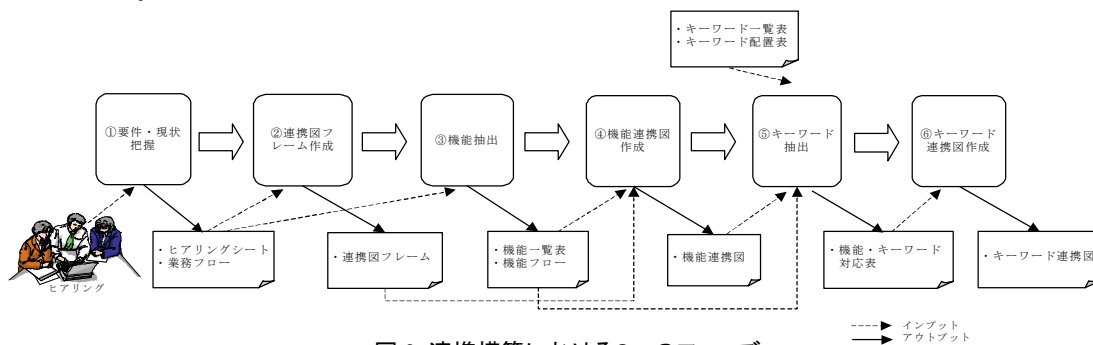 ・キーワード一覧表
・キーワード配置表
①要件・現状
把握
②連携図フ
レーム作成
③機能抽出
④機能連携図
作成
⑤キーワード
抽出
⑥キーワード
連携図作成
・ヒアリングシート
・業務フロー
・連携図フレーム
・機能一覧表
・機能フロー
・機能連携図
・機能・キーワード
対応表
・キーワード連携図
ヒアリング
インプット
アウトプット